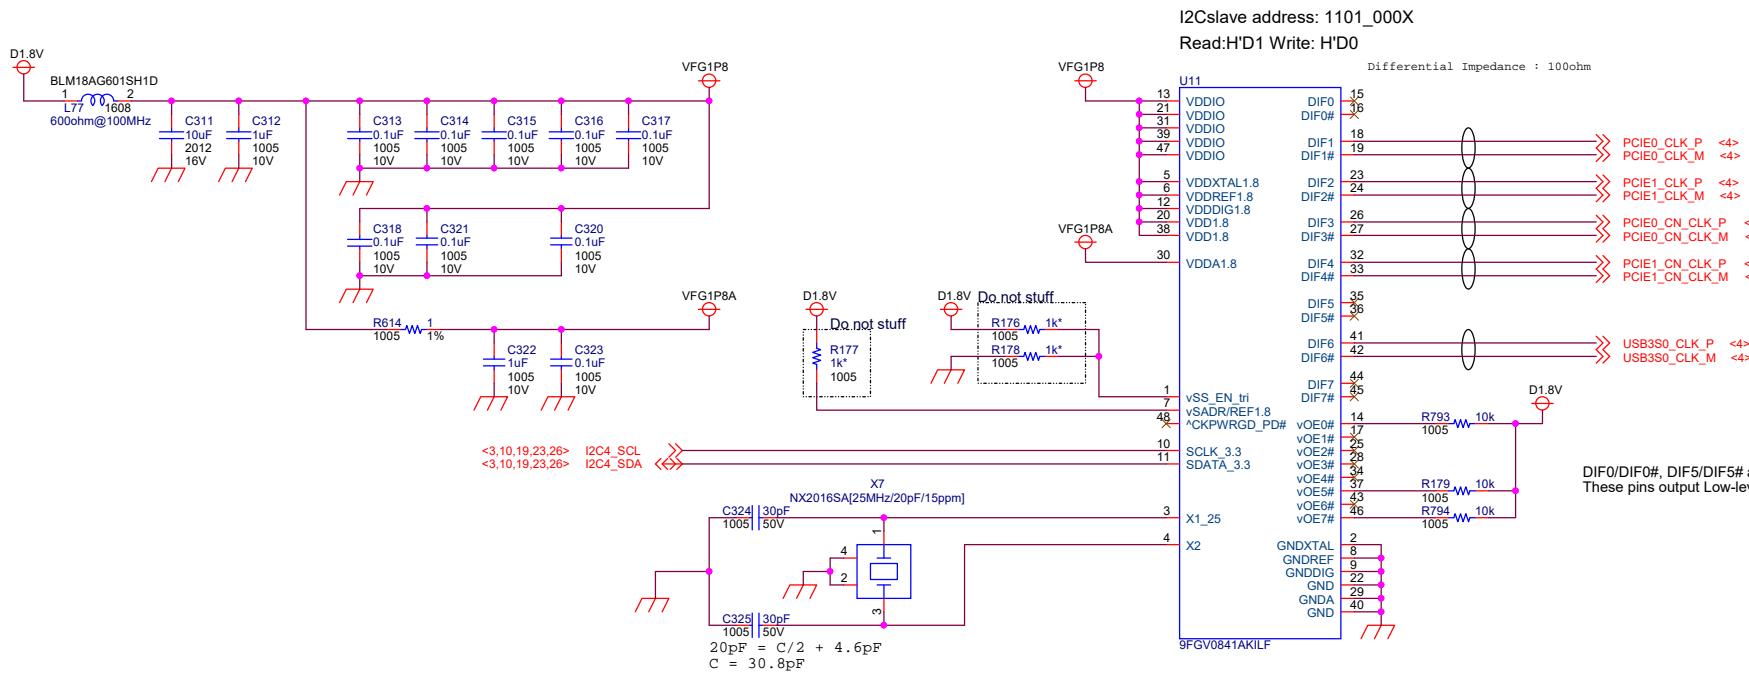 I2Cslave address: 1101_000X
Read:H'D1 Write: H'D0
Differential Impedance : 100ohm
D1.8V
BLM18AG601SH1D
1 2
L77 1608
600ohm@100MHz
VFG1P8
C311
10uF
2012
16V
C312
1uF
1005
10V
C313
0.1uF
1005
10V
C314
0.1uF
1005
10V
C315
0.1uF
1005
10V
C316
0.1uF
1005
10V
C317
0.1uF
1005
10V
C318
0.1uF
1005
10V
C321
0.1uF
1005
10V
C320
0.1uF
1005
10V
VFG1P8A
R614 1
1005 1%
C322
1uF
1005
10V
C323
0.1uF
1005
10V
D1.8V
Do not stuff
R177
1k*
1005
D1.8V
Do not stuff
R176 1k*
1005
R178 1k*
1005
VFG1P8
VFG1P8A
U11
13 VDDIO
21 VDDIO
31 VDDIO
39 VDDIO
47 VDDIO
5 VDDXTAL1.8
6 VDDREF1.8
12 VDDDIG1.8
20 VDD1.8
38 VDD1.8
30 VDDA1.8
1 vSS_EN_tri
7 vSADR/REF1.8
48 ^CKPWRGD_PD#
10 SCLK_3.3
11 SDATA_3.3
3 X1_25
4 X2
DIF0 15
DIF0# 16
DIF1 18
DIF1# 19
DIF2 23
DIF2# 24
DIF3 26
DIF3# 27
DIF4 32
DIF4# 33
DIF5 35
DIF5# 36
DIF6 41
DIF6# 42
DIF7 44
DIF7# 45
vOE0# 14
vOE1# 17
vOE2# 25
vOE3# 28
vOE4# 34
vOE5# 37
vOE6# 43
vOE7# 46
GNDXTAL 2
GNDREF 8
GNDDIG 9
GND 22
GNDA 29
GND 40
9FGV0841AKILF
PCIE0_CLK_P <4>
PCIE0_CLK_M <4>
PCIE1_CLK_P <4>
PCIE1_CLK_M <4>
PCIE0_CN_CLK_P <
PCIE0_CN_CLK_M <
PCIE1_CN_CLK_P <
PCIE1_CN_CLK_M <
USB3S0_CLK_P <4>
USB3S0_CLK_M <4>
D1.8V
R793 10k
1005
R179 10k
1005
R794 10k
1005
DIF0/DIF0#, DIF5/DIF5#
These pins output Low-lev
<3,10,19,23,26> I2C4_SCL
<3,10,19,23,26> I2C4_SDA
X7
NX2016SA[25MHz/20pF/15ppm]
C324 30pF
1005 50V
1
4
2
3
C325 30pF
1005 50V
20pF = C/2 + 4.6pF
C = 30.8pF